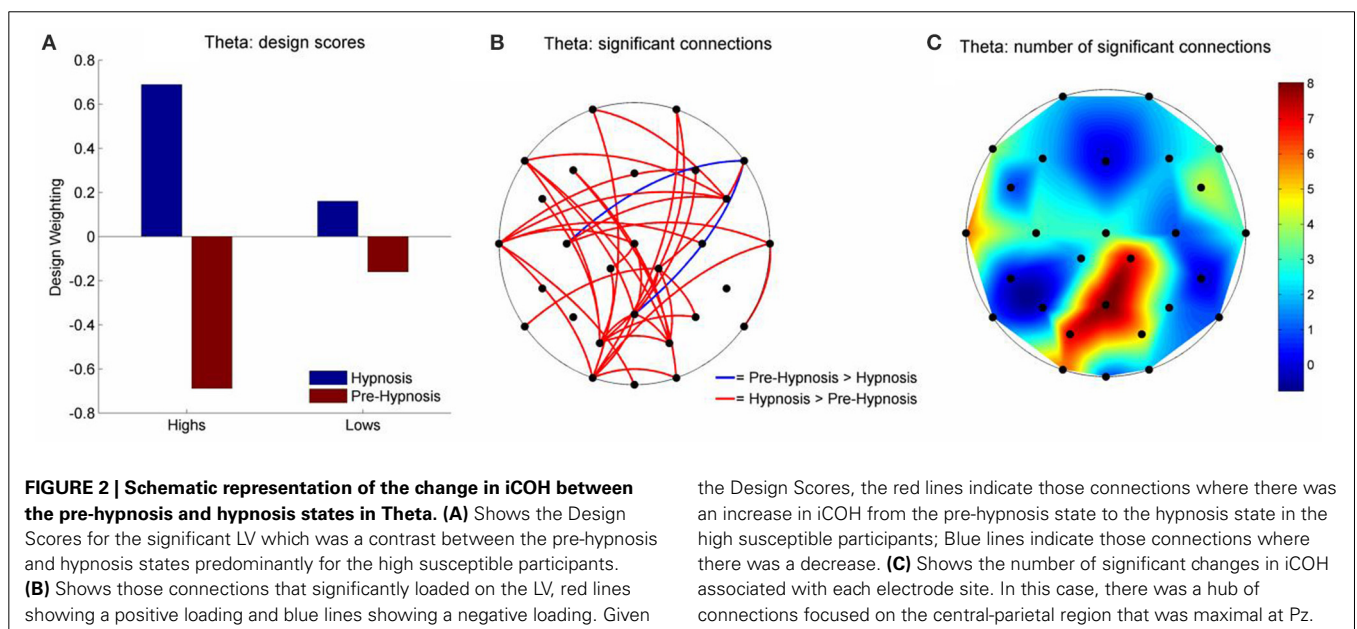 A
Theta: design scores
0.8
0.6
0.4
0.2
0
-0.2
-0.4
-0.6
-0.8
Design Weighting
Hypnosis
Pre-Hypnosis
Highs
Lows
B
Theta: significant connections
= Pre-Hypnosis > Hypnosis
= Hypnosis > Pre-Hypnosis
C
Theta: number of significant connections
8
7
6
5
4
3
2
1
0
FIGURE 2 | Schematic representation of the change in iCOH between
the pre-hypnosis and hypnosis states in Theta. (A) Shows the Design
Scores for the significant LV which was a contrast between the pre-hypnosis
and hypnosis states predominantly for the high susceptible participants.
(B) Shows those connections that significantly loaded on the LV, red lines
showing a positive loading and blue lines showing a negative loading. Given
the Design Scores, the red lines indicate those connections where there was
an increase in iCOH from the pre-hypnosis state to the hypnosis state in the
high susceptible participants; Blue lines indicate those connections where
there was a decrease. (C) Shows the number of significant changes in iCOH
associated with each electrode site. In this case, there was a hub of
connections focused on the central-parietal region that was maximal at Pz.